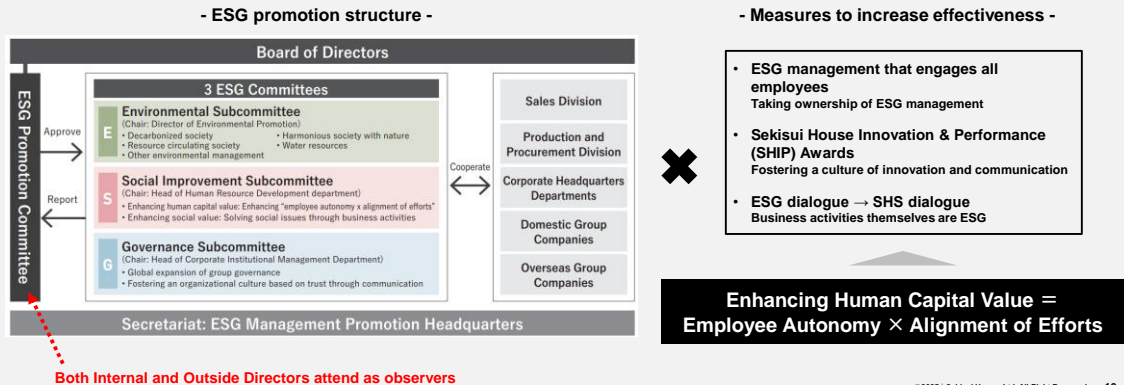 - ESG promotion structure -
Board of Directors
ESG Promotion Committee
Approve
Report
3 ESG Committees
E
Environmental Subcommittee
(Chair: Director of Environmental Promotion)
• Decarbonized society
• Harmonious society with nature
• Resource circulating society
• Water resources
• Other environmental management
S
Social Improvement Subcommittee
(Chair: Head of Human Resource Development department)
• Enhancing human capital value: Enhancing "employee autonomy x alignment of efforts"
• Enhancing social value: Solving social issues through business activities
G
Governance Subcommittee
(Chair: Head of Corporate Institutional Management Department)
• Global expansion of group governance
• Fostering an organizational culture based on trust through communication
Cooperate
Sales Division
Production and
Procurement Division
Corporate Headquarters
Departments
Domestic Group
Companies
Overseas Group
Companies
Secretariat: ESG Management Promotion Headquarters
Both Internal and Outside Directors attend as observers
- Measures to increase effectiveness -
• ESG management that engages all
employees
Taking ownership of ESG management
• Sekisui House Innovation & Performance
(SHIP) Awards
Fostering a culture of innovation and communication
• ESG dialogue → SHS dialogue
Business activities themselves are ESG
Enhancing Human Capital Value =
Employee Autonomy × Alignment of Efforts